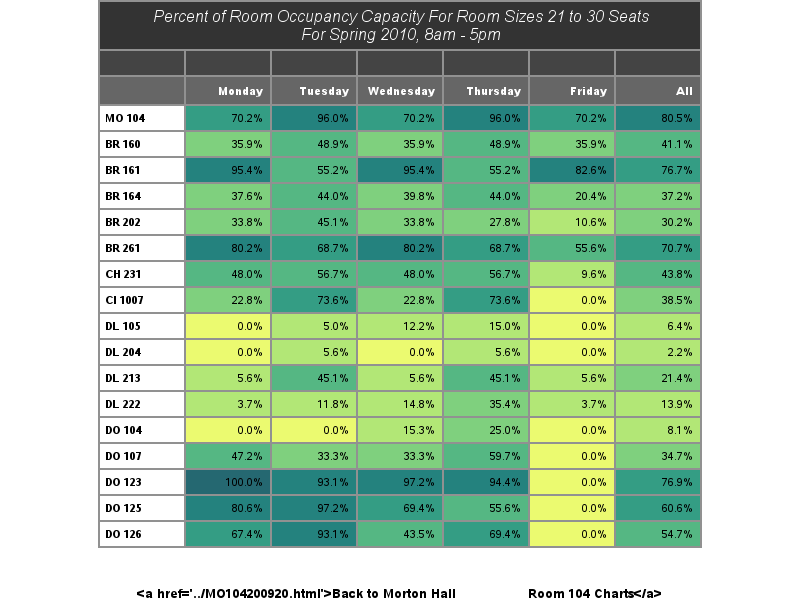 Percent of Room Occupancy Capacity For Room Sizes 21 to 30 Seats
For Spring 2010, 8am - 5pm
Monday Tuesday Wednesday Thursday Friday All
MO 104 70.2% 96.0% 70.2% 96.0% 70.2% 80.5%
BR 160 35.9% 48.9% 35.9% 48.9% 35.9% 41.1%
BR 161 95.4% 55.2% 95.4% 55.2% 82.6% 76.7%
BR 164 37.6% 44.0% 39.8% 44.0% 20.4% 37.2%
BR 202 33.8% 45.1% 33.8% 27.8% 10.6% 30.2%
BR 261 80.2% 68.7% 80.2% 68.7% 55.6% 70.7%
CH 231 48.0% 56.7% 48.0% 56.7% 9.6% 43.8%
CI 1007 22.8% 73.6% 22.8% 73.6% 0.0% 38.5%
DL 105 0.0% 5.0% 12.2% 15.0% 0.0% 6.4%
DL 204 0.0% 5.6% 0.0% 5.6% 0.0% 2.2%
DL 213 5.6% 45.1% 5.6% 45.1% 5.6% 21.4%
DL 222 3.7% 11.8% 14.8% 35.4% 3.7% 13.9%
DO 104 0.0% 0.0% 15.3% 25.0% 0.0% 8.1%
DO 107 47.2% 33.3% 33.3% 59.7% 0.0% 34.7%
DO 123 100.0% 93.1% 97.2% 94.4% 0.0% 76.9%
DO 125 80.6% 97.2% 69.4% 55.6% 0.0% 60.6%
DO 126 67.4% 93.1% 43.5% 69.4% 0.0% 54.7%
<a href='../MO104200920.html'>Back to Morton Hall Room 104 Charts</a>